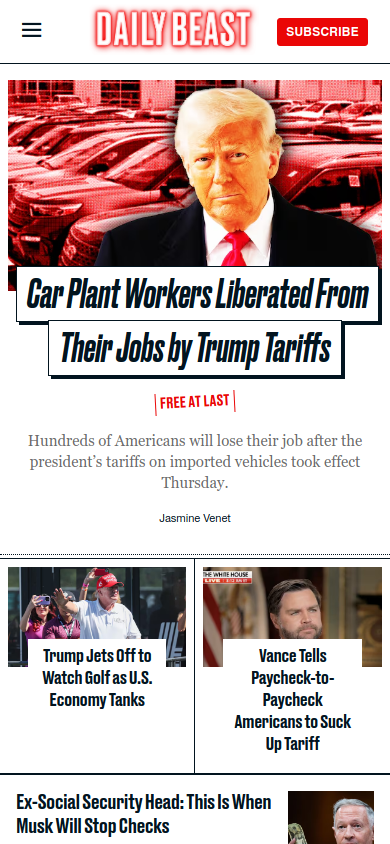 DAILY BEAST
SUBSCRIBE
Car Plant Workers Liberated From
Their Jobs by Trump Tariffs
FREE AT LAST
Hundreds of Americans will lose their job after the
president's tariffs on imported vehicles took effect
Thursday.
Jasmine Venet
THE WHITE HOUSE
LIVE
Trump Jets Off to
Watch Golf as U.S.
Economy Tanks
Vance Tells
Paycheck-to-
Paycheck
Americans to Suck
Up Tariff
Ex-Social Security Head: This Is When
Musk Will Stop Checks